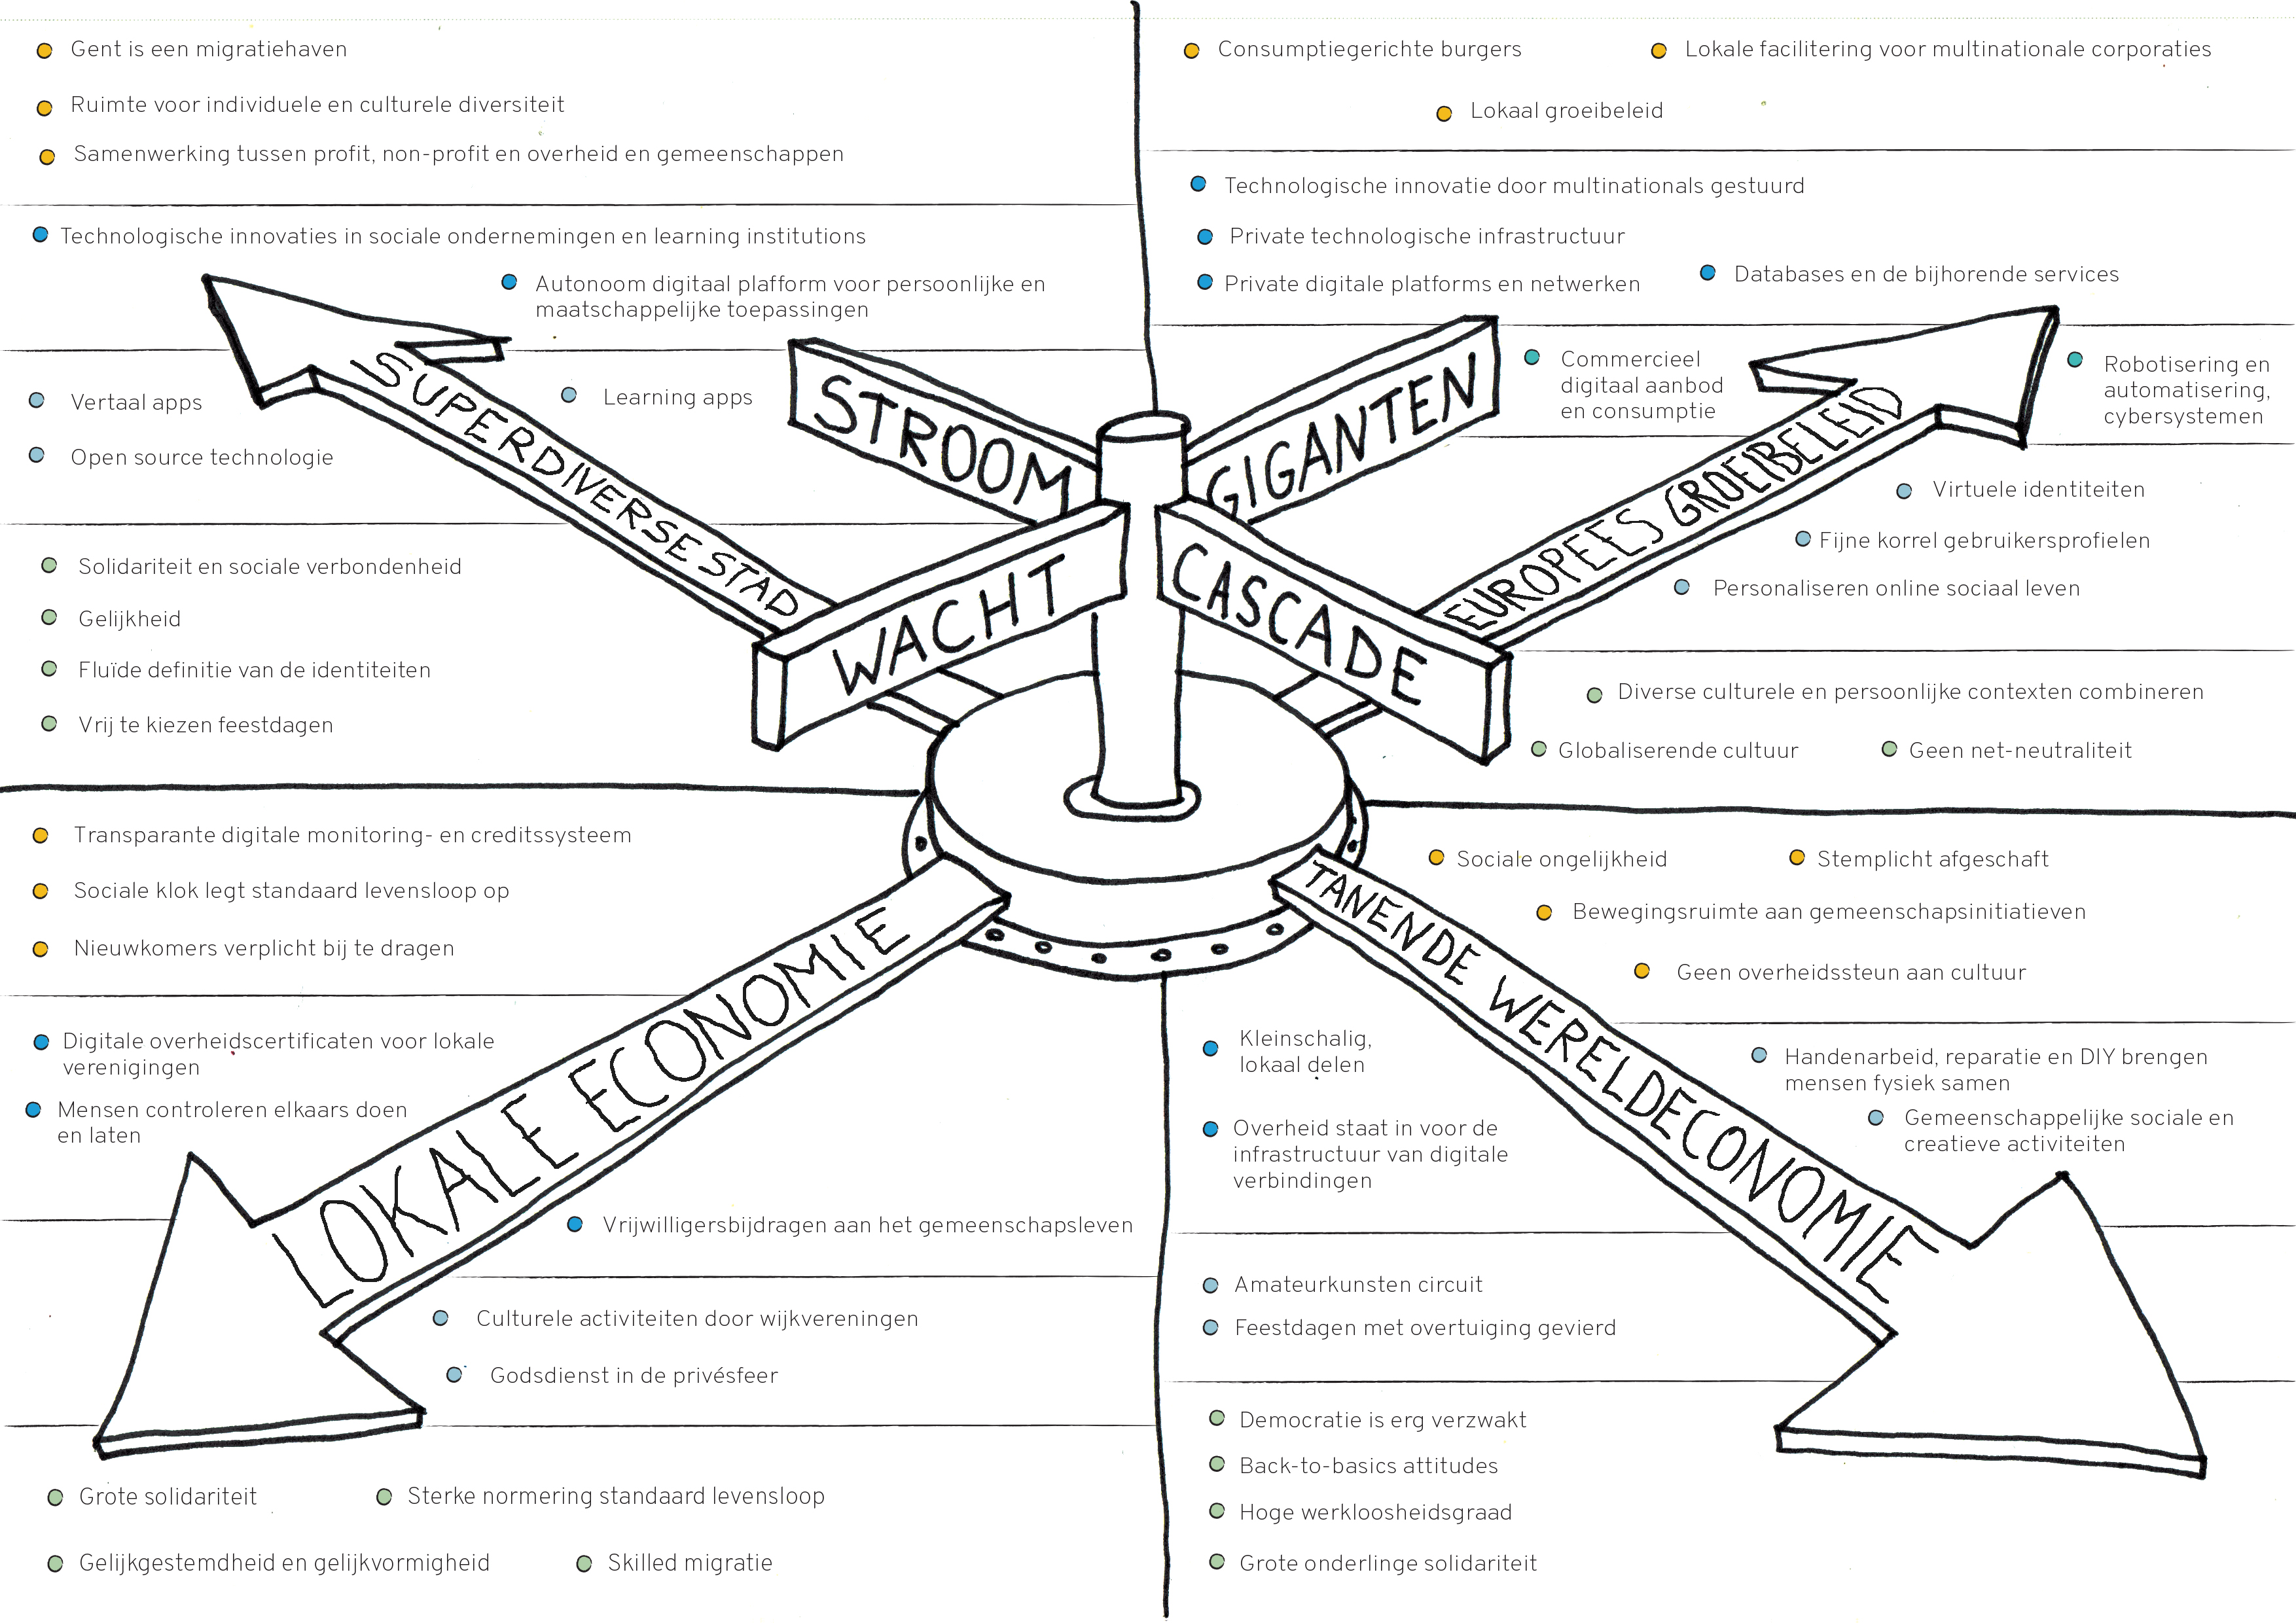 Gent is een migratiehaven
Ruimte voor individuele en culturele diversiteit
Samenwerking tussen profit, non-profit en overheid en gemeenschappen
Technologische innovaties in sociale ondernemingen en learning institutions
Autonoom digitaal plafform voor persoonlijke en
maatschappelijke toepassingen
Vertaal apps
Learning apps
Open source technologie
Solidariteit en sociale verbondenheid
Gelijkheid
Fluïde definitie van de identiteiten
Vrij te kiezen feestdagen
SUPERDIVERSE STAD
STROOM
WACHT
Consumptiegerichte burgers
Lokale facilitering voor multinationale corporaties
Lokaal groeibeleid
Technologische innovatie door multinationals gestuurd
Private technologische infrastructuur
Private digitale platforms en netwerken
Databases en de bijhorende services
Commercieel
digitaal aanbod
en consumptie
Robotisering en
automatisering,
cybersystemen
Virtuele identiteiten
Fijne korrel gebruikersprofielen
Personaliseren online sociaal leven
Diverse culturele en persoonlijke contexten combineren
Globaliserende cultuur
Geen net-neutraliteit
GIGANTEN
CASCADE
EUROPEES GROEIBELEID
Transparante digitale monitoring- en creditssysteem
Sociale klok legt standaard levensloop op
Nieuwkomers verplicht bij te dragen
Digitale overheidscertificaten voor lokale
verenigingen
Mensen controleren elkaars doen
en laten
LOKALE ECONOMIE
Vrijwilligersbijdragen aan het gemeenschapsleven
Culturele activiteiten door wijkvereningen
Godsdienst in de privésfeer
Grote solidariteit
Sterke normering standaard levensloop
Gelijkgestemdheid en gelijkvormigheid
Skilled migratie
Sociale ongelijkheid
Stemplicht afgeschaft
Bewegingsruimte aan gemeenschapsinitiatieven
Geen overheidssteun aan cultuur
TANENDE WERELDECONOMIE
Kleinschalig,
lokaal delen
Overheid staat in voor de
infrastructuur van digitale
verbindingen
Handenarbeid, reparatie en DIY brengen
mensen fysiek samen
Gemeenschappelijke sociale en
creatieve activiteiten
Amateurkunsten circuit
Feestdagen met overtuiging gevierd
Democratie is erg verzwakt
Back-to-basics attitudes
Hoge werkloosheidsgraad
Grote onderlinge solidariteit